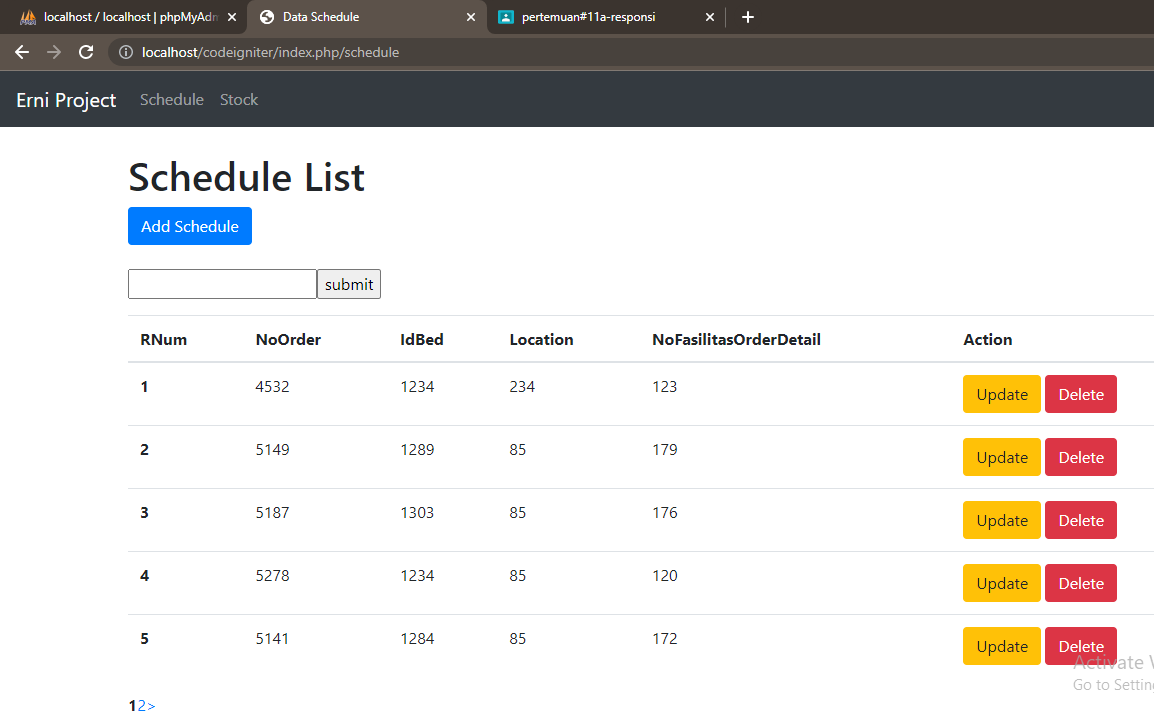 localhost / localhost | phpMyAdm
Data Schedule
pertemuan#11a-responsi
localhost/codeigniter/index.php/schedule
Erni Project Schedule Stock
Schedule List
Add Schedule
submit
RNum NoOrder IdBed Location NoFasilitasOrderDetail Action
1 4532 1234 234 123 Update Delete
2 5149 1289 85 179 Update Delete
3 5187 1303 85 176 Update Delete
4 5278 1234 85 120 Update Delete
5 5141 1284 85 172 Update Delete
Activate
Go to Setting
12>